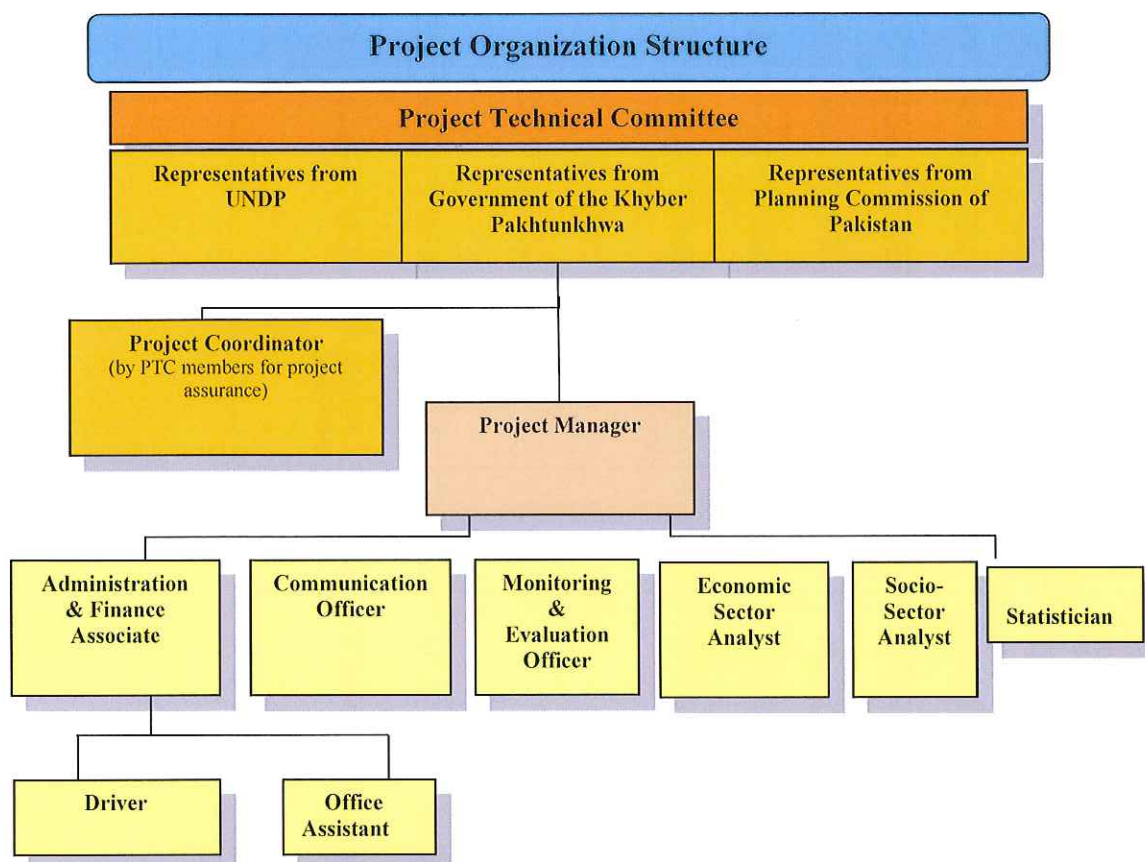 Project Organization Structure
Project Technical Committee
Representatives from
UNDP
Representatives from
Government of the Khyber
Pakhtunkhwa
Representatives from
Planning Commission of
Pakistan
Project Coordinator
(by PTC members for project
assurance)
Project Manager
Administration
& Finance
Associate
Communication
Officer
Monitoring
&
Evaluation
Officer
Economic
Sector
Analyst
Socio-
Sector
Analyst
Statistician
Driver
Office
Assistant